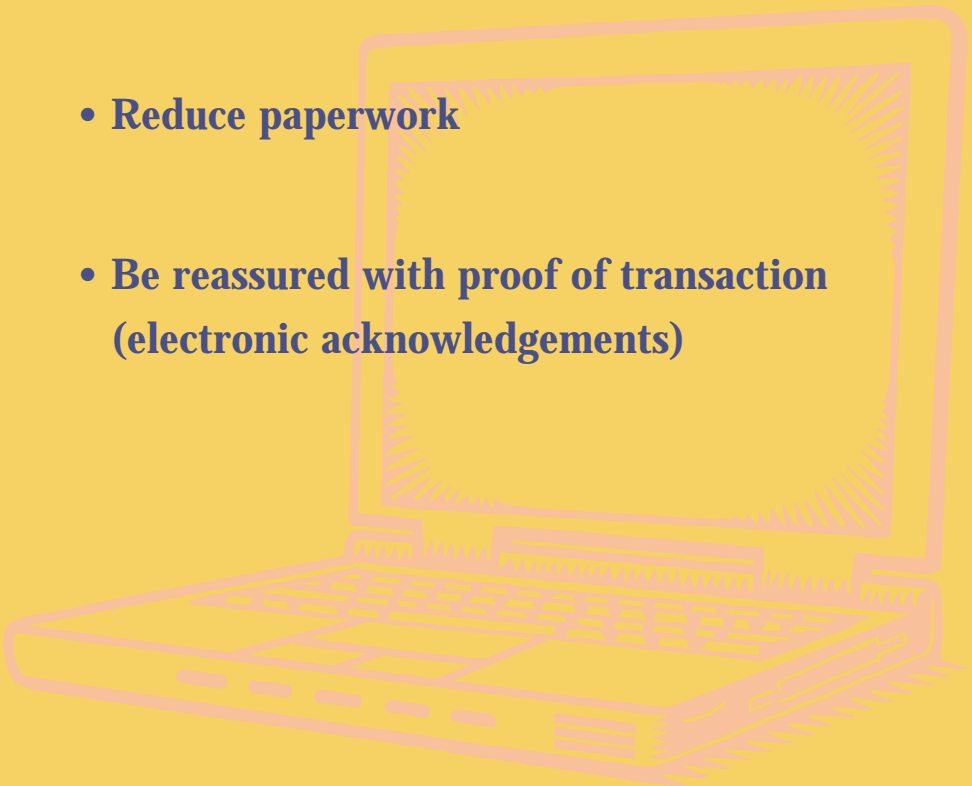 • Reduce paperwork
• Be reassured with proof of transaction
(electronic acknowledgements)